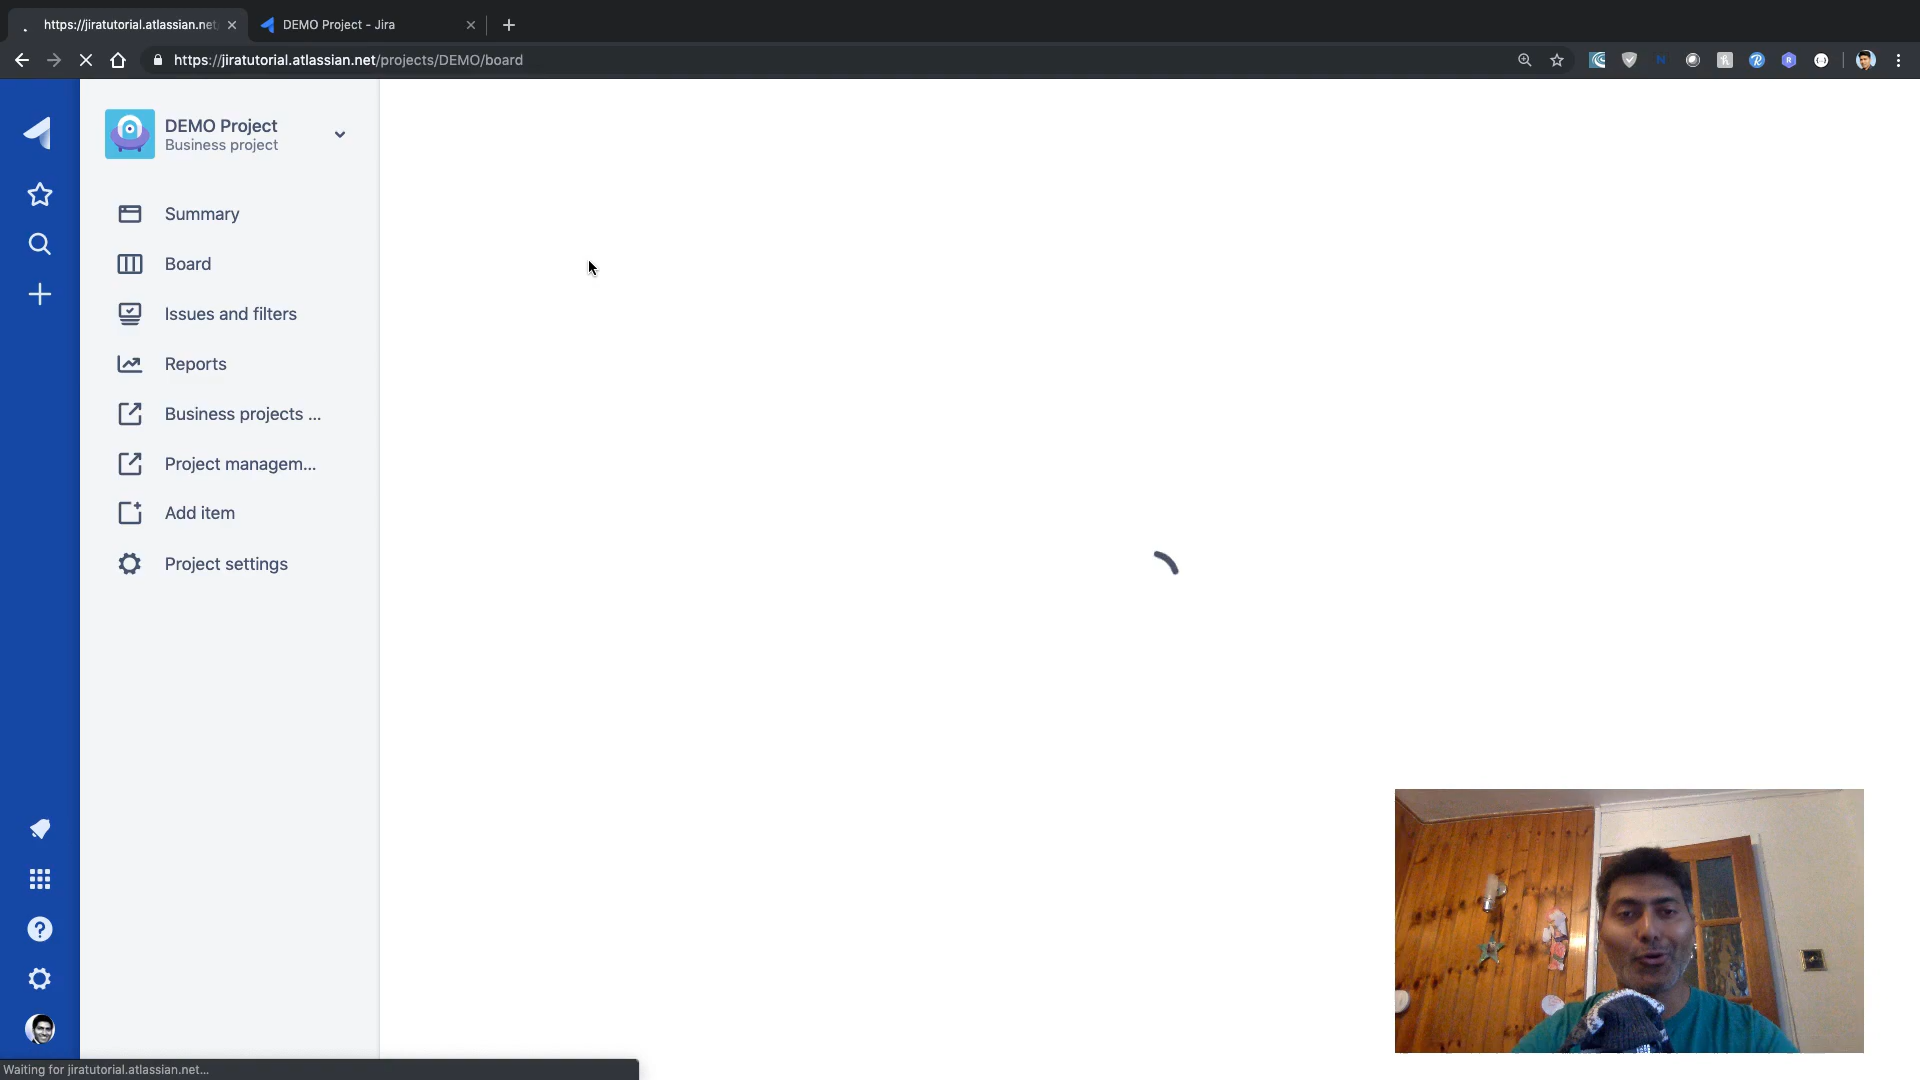 https://jiratutorial.atlassian.net
DEMO Project - Jira
https://jiratutorial.atlassian.net/projects/DEMO/board
DEMO Project
Business project
Summary
Board
Issues and filters
Reports
Business projects ...
Project managem...
Add item
Project settings
Waiting for jiratutorial.atlassian.net...